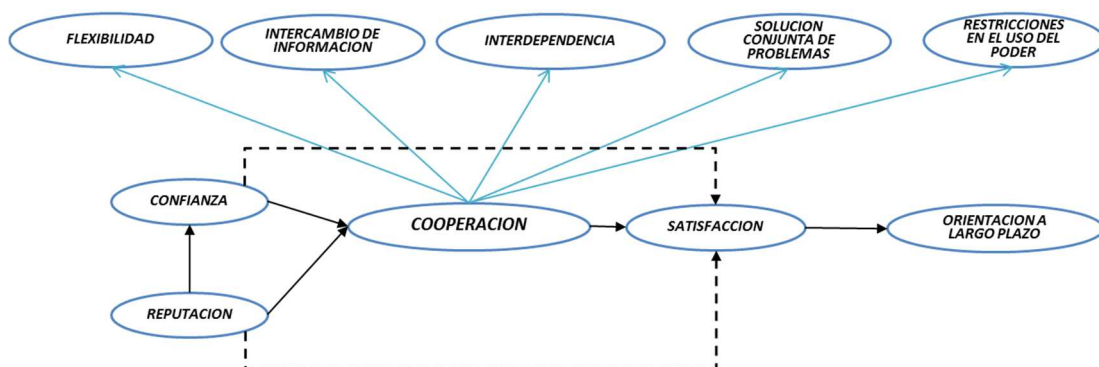 FLEXIBILIDAD
INTERCAMBIO DE
INFORMACION
INTERDEPENDENCIA
SOLUCION
CONJUNTA DE
PROBLEMAS
RESTRICCIONES
EN EL USO DEL
PODER
CONFIANZA
COOPERACION
SATISFACCION
ORIENTACION A
LARGO PLAZO
REPUTACION